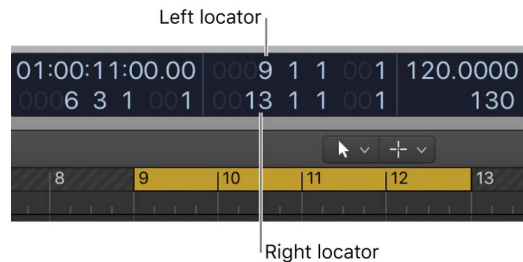 Left locator
01:00:11:00.00 0009 1 1 001 120.0000
0006 3 1 001 0013 1 1 001 130
8 9 10 11 12 13
Right locator